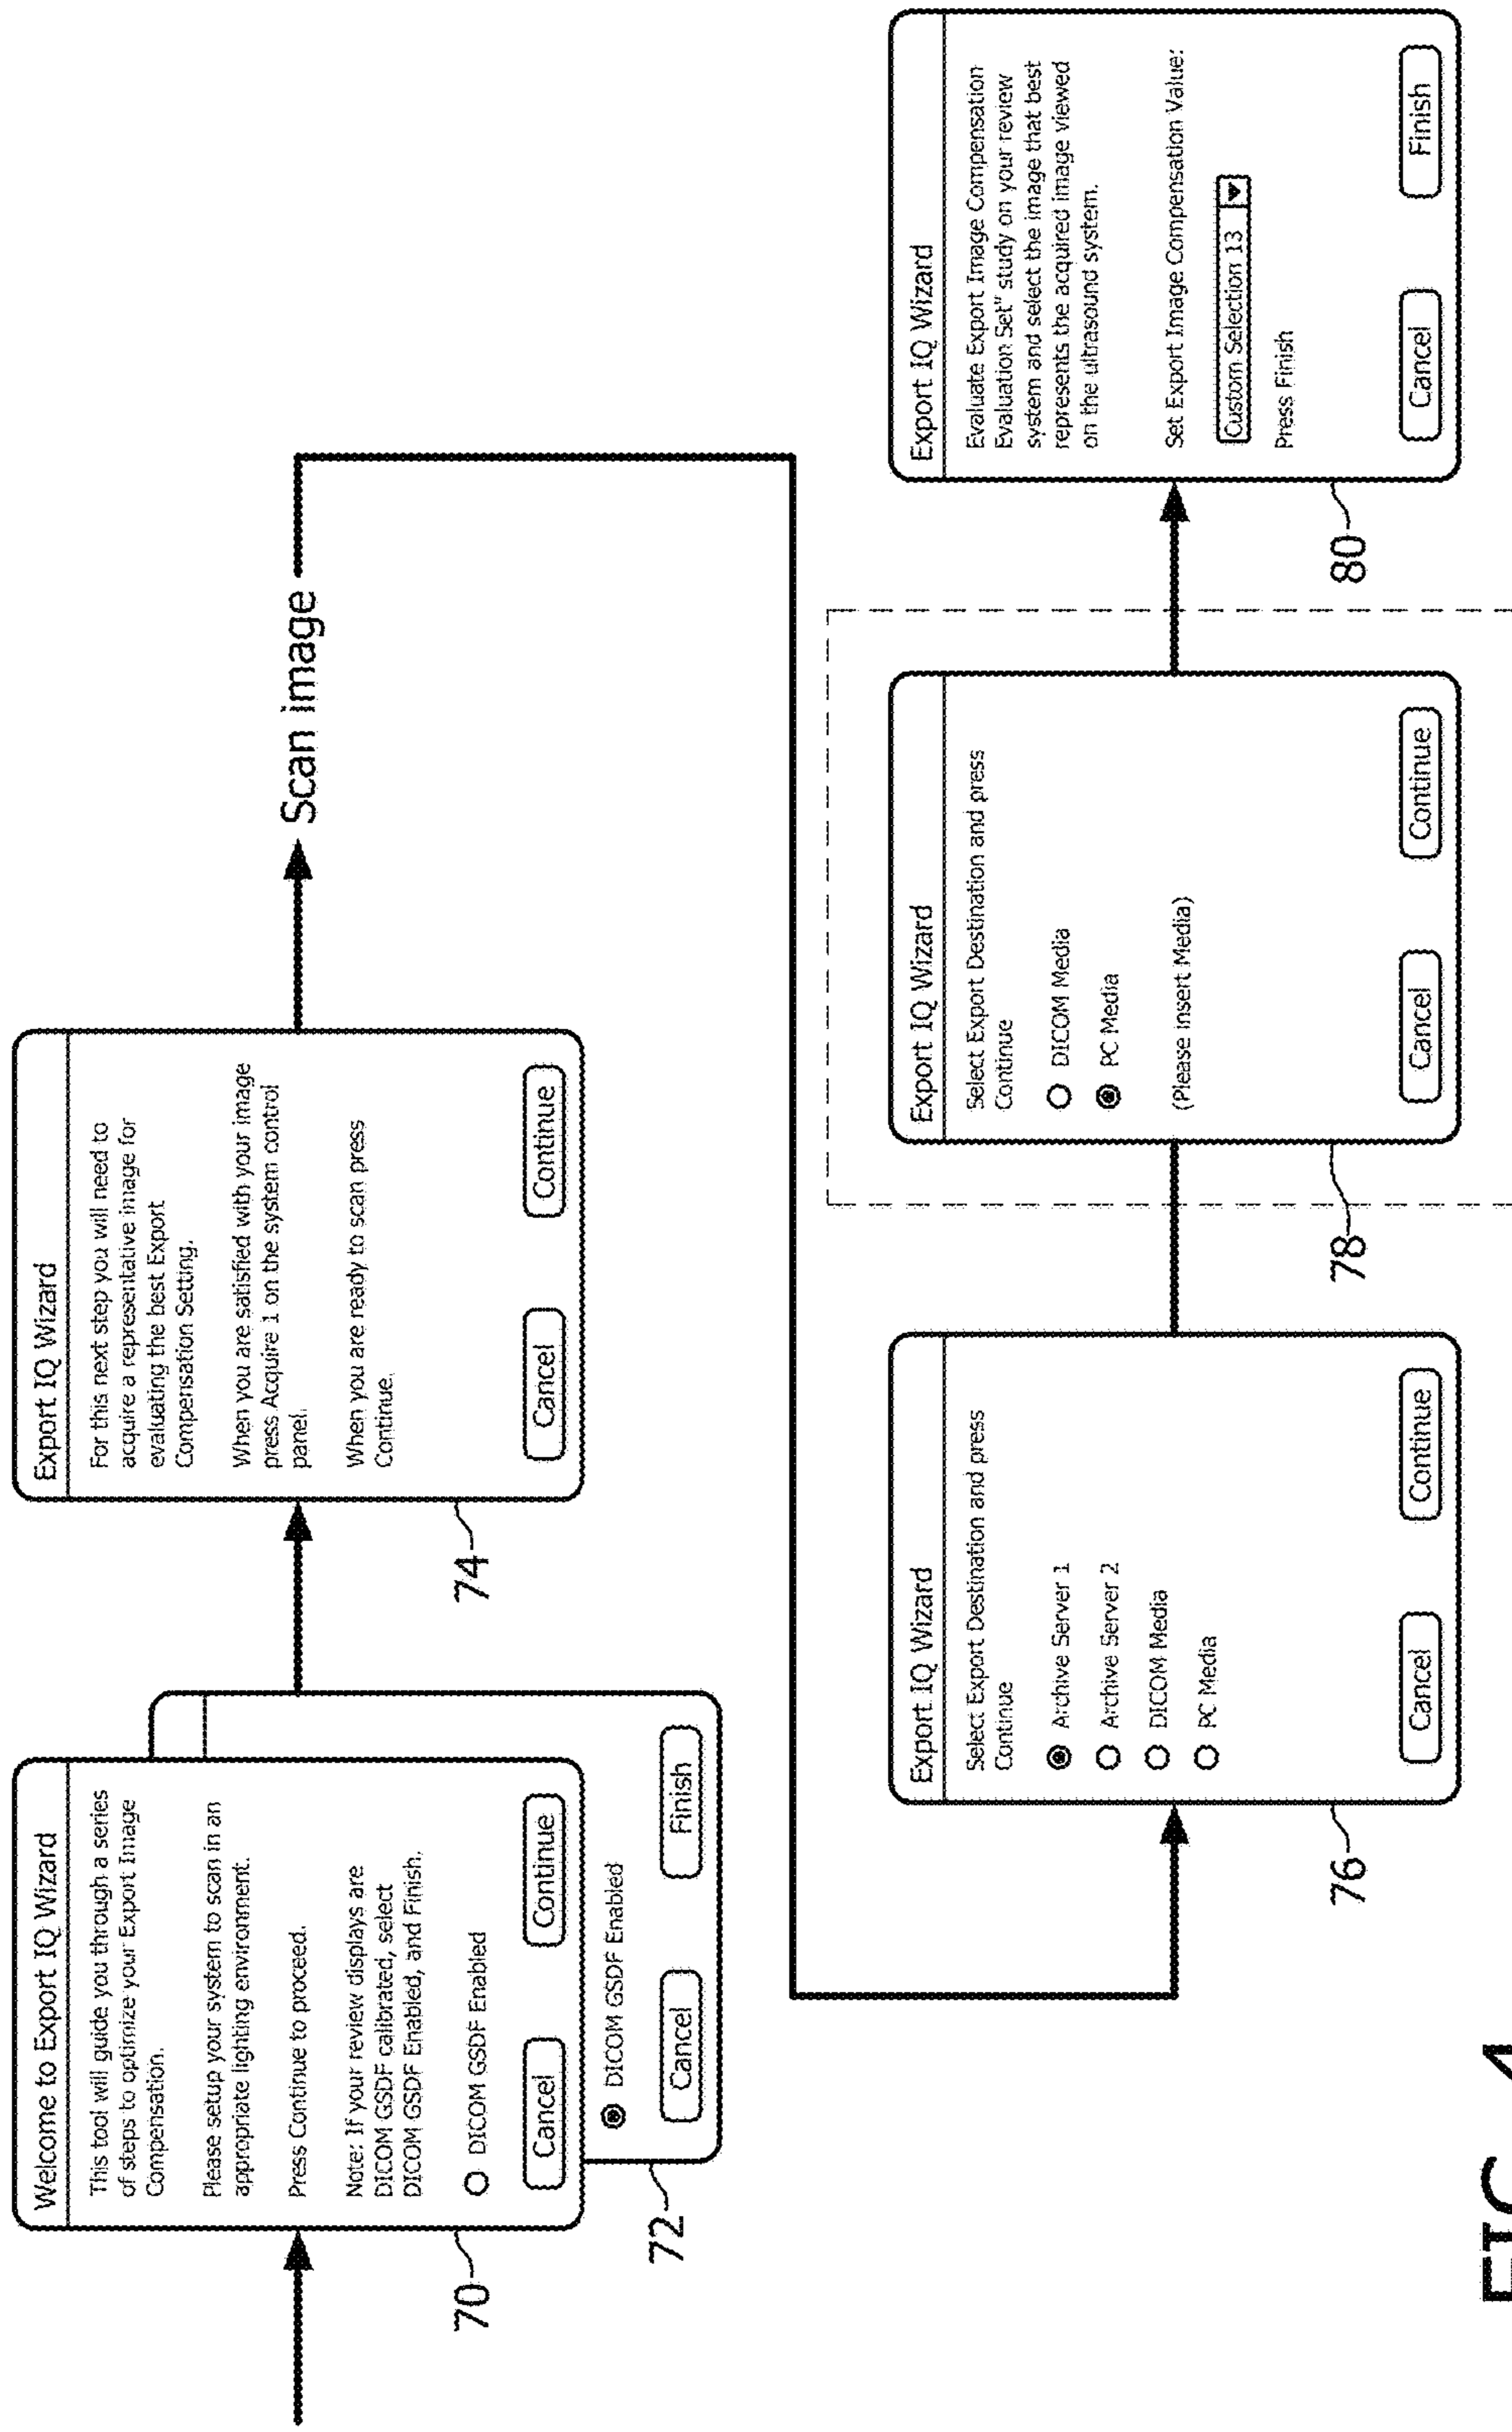 Welcome to Export IQ Wizard
This tool will guide you through a series
of steps to optimize your Export Image
Compensation.
Please setup your system to scan in an
appropriate lighting environment.
Press Continue to proceed.
Note: If your review displays are
DICOM GSDF calibrated, select
DICOM GSDF Enabled, and Finish.
DICOM GSDF Enabled
Cancel
Continue
70
DICOM GSDF Enabled
Cancel
Finish
72
Export IQ Wizard
For this next step you will need to
acquire a representative image for
evaluating the best Export
Compensation Setting.
When you are satisfied with your image
press Acquire 1 on the system control
panel.
When you are ready to scan press
Continue.
Cancel
Continue
74
Scan image
Export IQ Wizard
Select Export Destination and press
Continue
Archive Server 1
Archive Server 2
DICOM Media
PC Media
Cancel
Continue
76
Export IQ Wizard
Select Export Destination and press
Continue
DICOM Media
PC Media
(Please insert Media)
Cancel
Continue
78
Export IQ Wizard
Evaluate Export Image Compensation
Evaluation Set" study on your review
system and select the image that best
represents the acquired image viewed
on the ultrasound system.
Set Export Image Compensation Value:
Custom Selection 13
Press Finish
Cancel
Finish
80